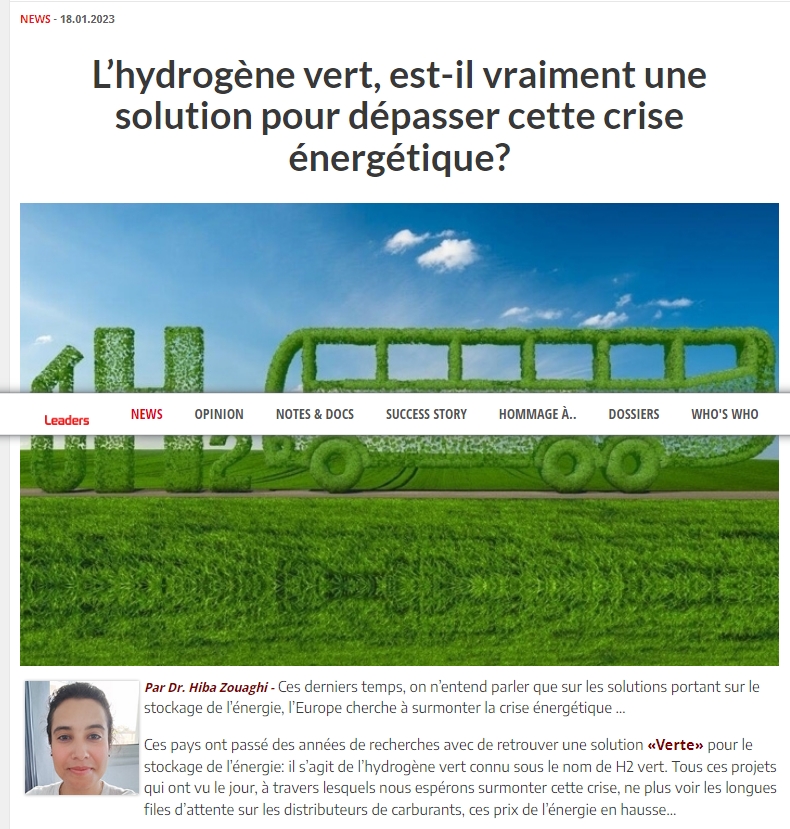 NEWS - 18.01.2023
L’hydrogène vert, est-il vraiment une
solution pour dépasser cette crise
énergétique?
H
Leaders NEWS OPINION NOTES & DOCS SUCCESS STORY HOMMAGE À.. DOSSIERS WHO'S WHO
2
Par Dr. Hiba Zouaghi - Ces derniers temps, on n’entend parler que sur les solutions portant sur le
stockage de l’énergie, l’Europe cherche à surmonter la crise énergétique ...
Ces pays ont passé des années de recherches avec de retrouver une solution «Verte» pour le
stockage de l’énergie: il s’agit de l’hydrogène vert connu sous le nom de H2 vert. Tous ces projets
qui ont vu le jour, à travers lesquels nous espérons surmonter cette crise, ne plus voir les longues
files d’attente sur les distributeurs de carburants, ces prix de l’énergie en hausse...